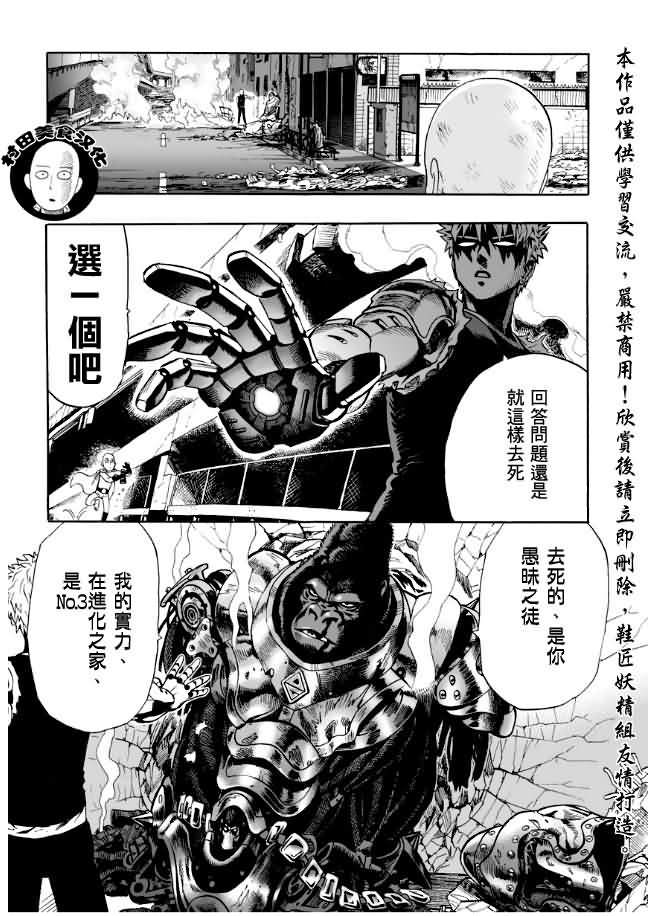 本作品僅供學習交流，嚴禁商用！欣賞後請立即刪除，鞋匠妖精組友情打造。
村田美食汉化
選一個吧
回答問題還是
就這樣去死
去死的、是你
愚昧之徒
我的實力、
在進化之家、
是No.3